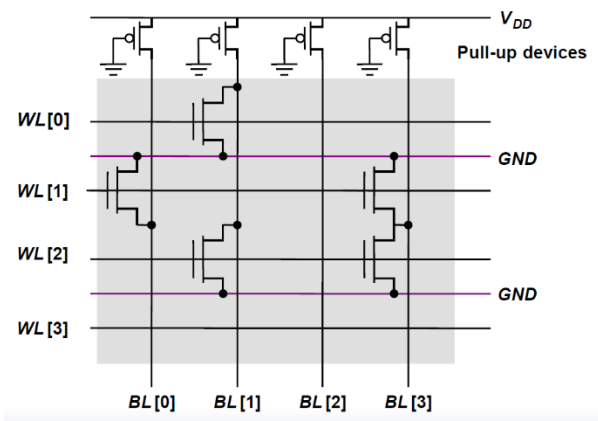 V_DD
Pull-up devices
WL[0]
GND
WL[1]
WL[2]
GND
WL[3]
BL[0] BL[1] BL[2] BL[3]